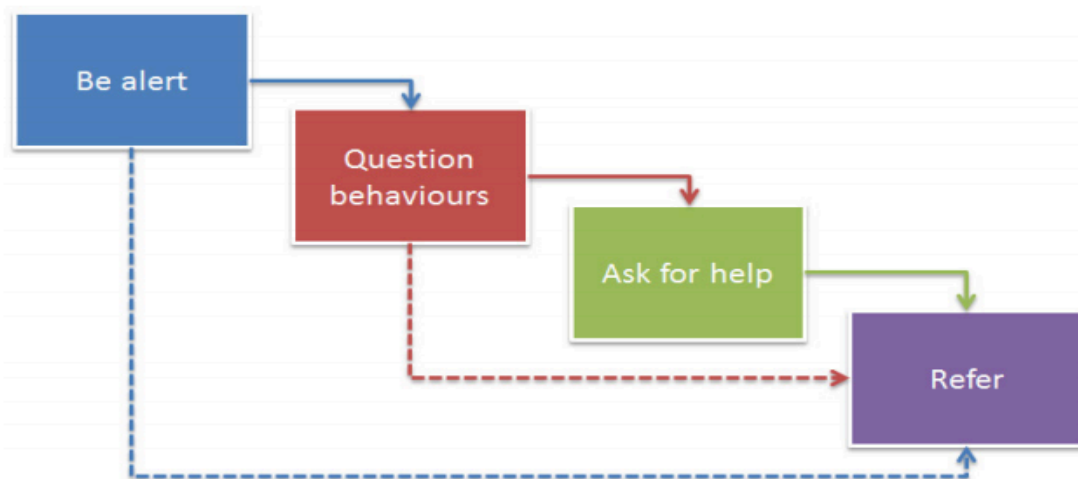 Be alert
Question
behaviours
Ask for help
Refer